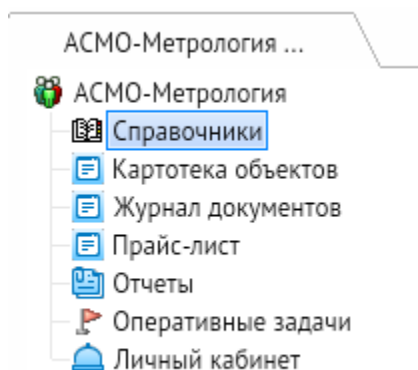 АСМО-Метрология ...
АСМО-Метрология
Справочники
Картотека объектов
Журнал документов
Прайс-лист
Отчеты
Оперативные задачи
Личный кабинет